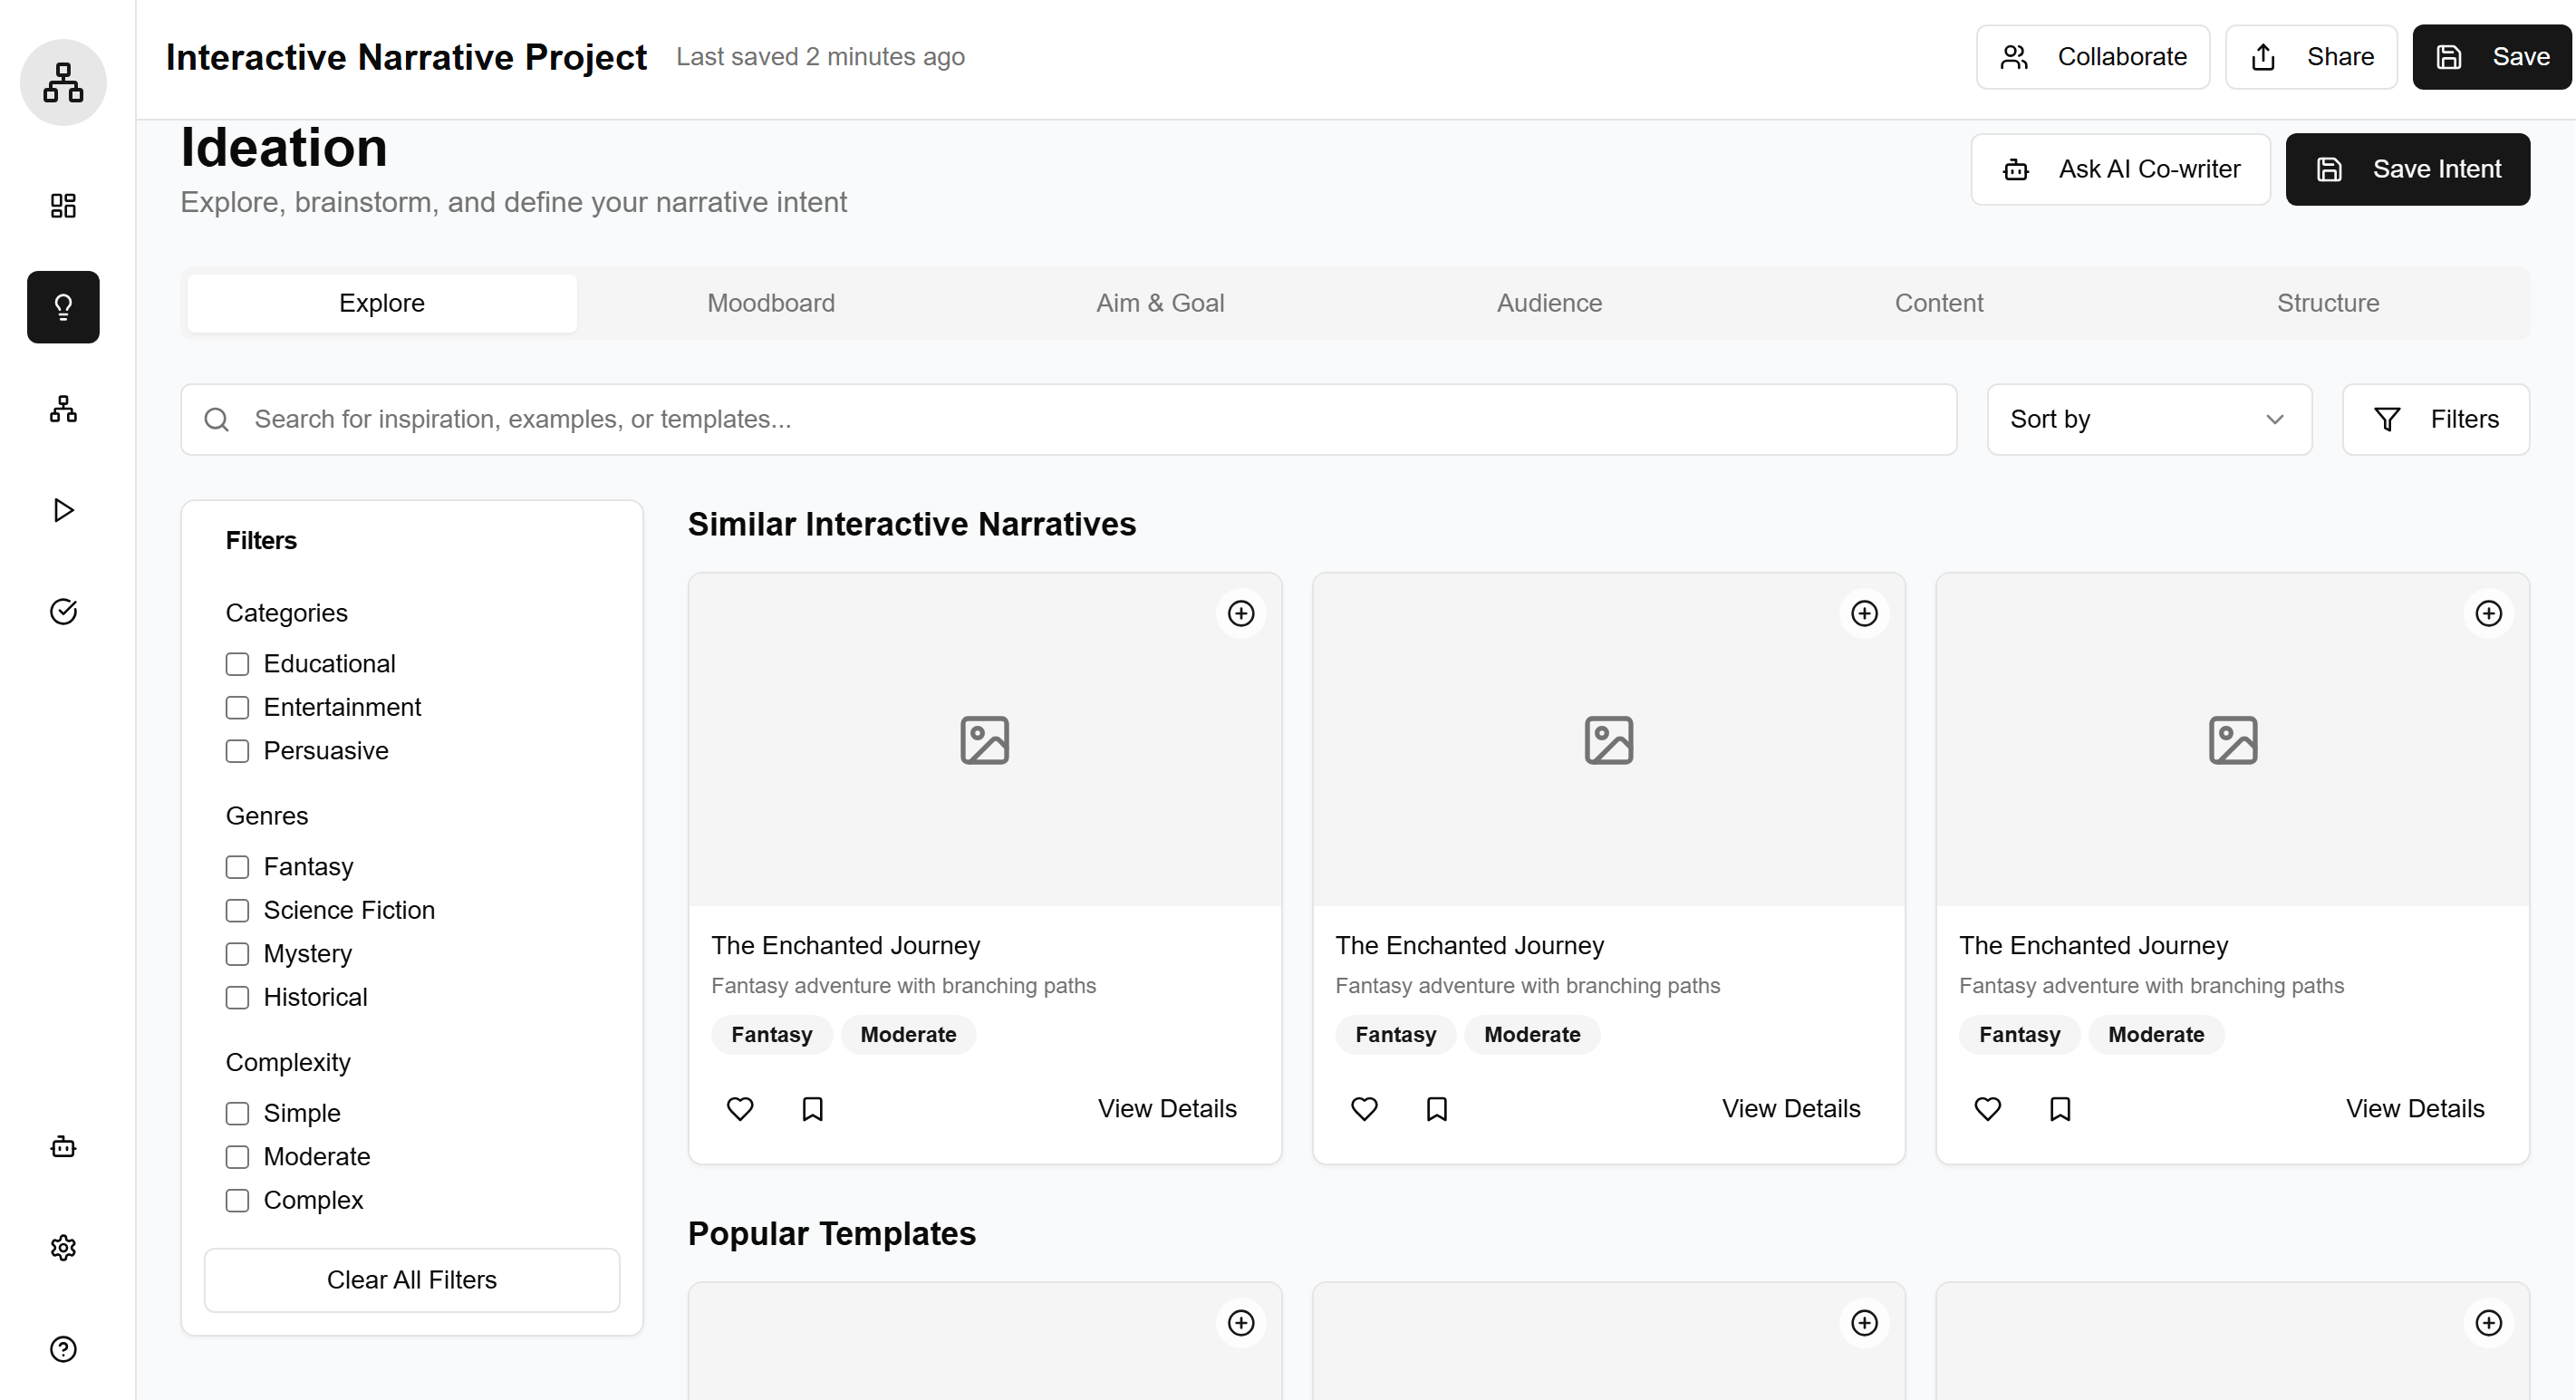 Interactive Narrative Project
Last saved 2 minutes ago
Collaborate
Share
Save
Ideation
Explore, brainstorm, and define your narrative intent
Ask AI Co-writer
Save Intent
Explore
Moodboard
Aim & Goal
Audience
Content
Structure
Search for inspiration, examples, or templates...
Sort by
Filters
Filters
Categories
Educational
Entertainment
Persuasive
Genres
Fantasy
Science Fiction
Mystery
Historical
Complexity
Simple
Moderate
Complex
Clear All Filters
Similar Interactive Narratives
The Enchanted Journey
Fantasy adventure with branching paths
Fantasy
Moderate
View Details
The Enchanted Journey
Fantasy adventure with branching paths
Fantasy
Moderate
View Details
The Enchanted Journey
Fantasy adventure with branching paths
Fantasy
Moderate
View Details
Popular Templates